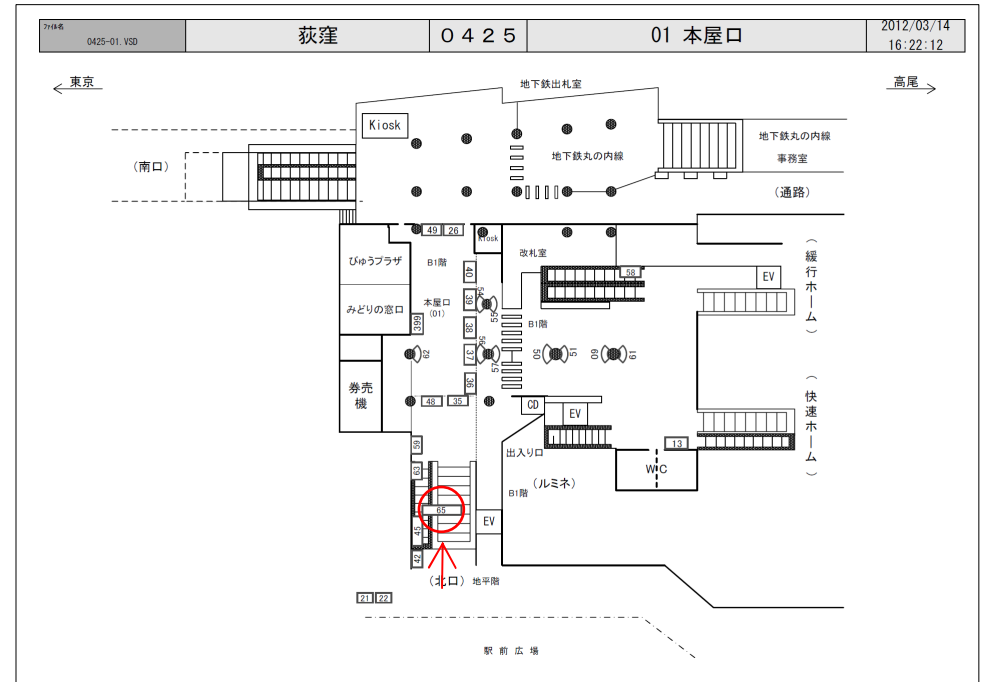 ファイル名
0425-01.VSD
荻窪
０４２５
01 本屋口
2012/03/14
16:22:12
東京
高尾
地下鉄出札室
Kiosk
地下鉄丸の内線
地下鉄丸の内線
事務室
(南口)
(通路)
49
26
Kiosk
改札室
びゅうプラザ
B1階
40
58
EV
(緩行ホーム)
みどりの窓口
本屋口
(01)
39
54
55
399
38
B1階
56
62
37
57
50
51
60
61
36
券売
機
48
35
CD
EV
(快速ホーム)
59
出入り口
13
63
WC
(ルミネ)
B1階
65
EV
45
42
(北口)
地平階
21
22
駅前広場